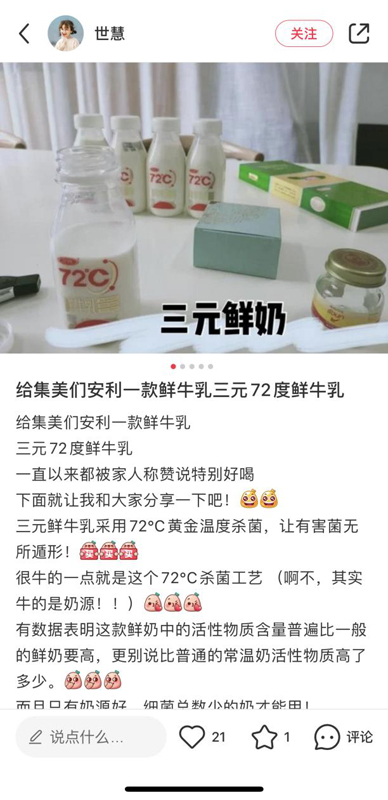 世慧
关注
72℃
72℃
72℃
72℃
72℃
三元鲜奶
给集美们安利一款鲜牛乳三元72度鲜牛乳
给集美们安利一款鲜牛乳
三元72度鲜牛乳
一直以来都被家人称赞说特别好喝
下面就让我和大家分享一下吧！
三元鲜牛乳采用72°C黄金温度杀菌，让有害菌无
所遁形！
很牛的一点就是这个72°C杀菌工艺 （啊不，其实
牛的是奶源！！）
有数据表明这款鲜奶中的活性物质含量普遍比一般
的鲜奶要高，更别说比普通的常温奶活性物质高了
多少。
而且只有奶源好、细菌总数少的奶才能用！
说点什么...
21
1
评论